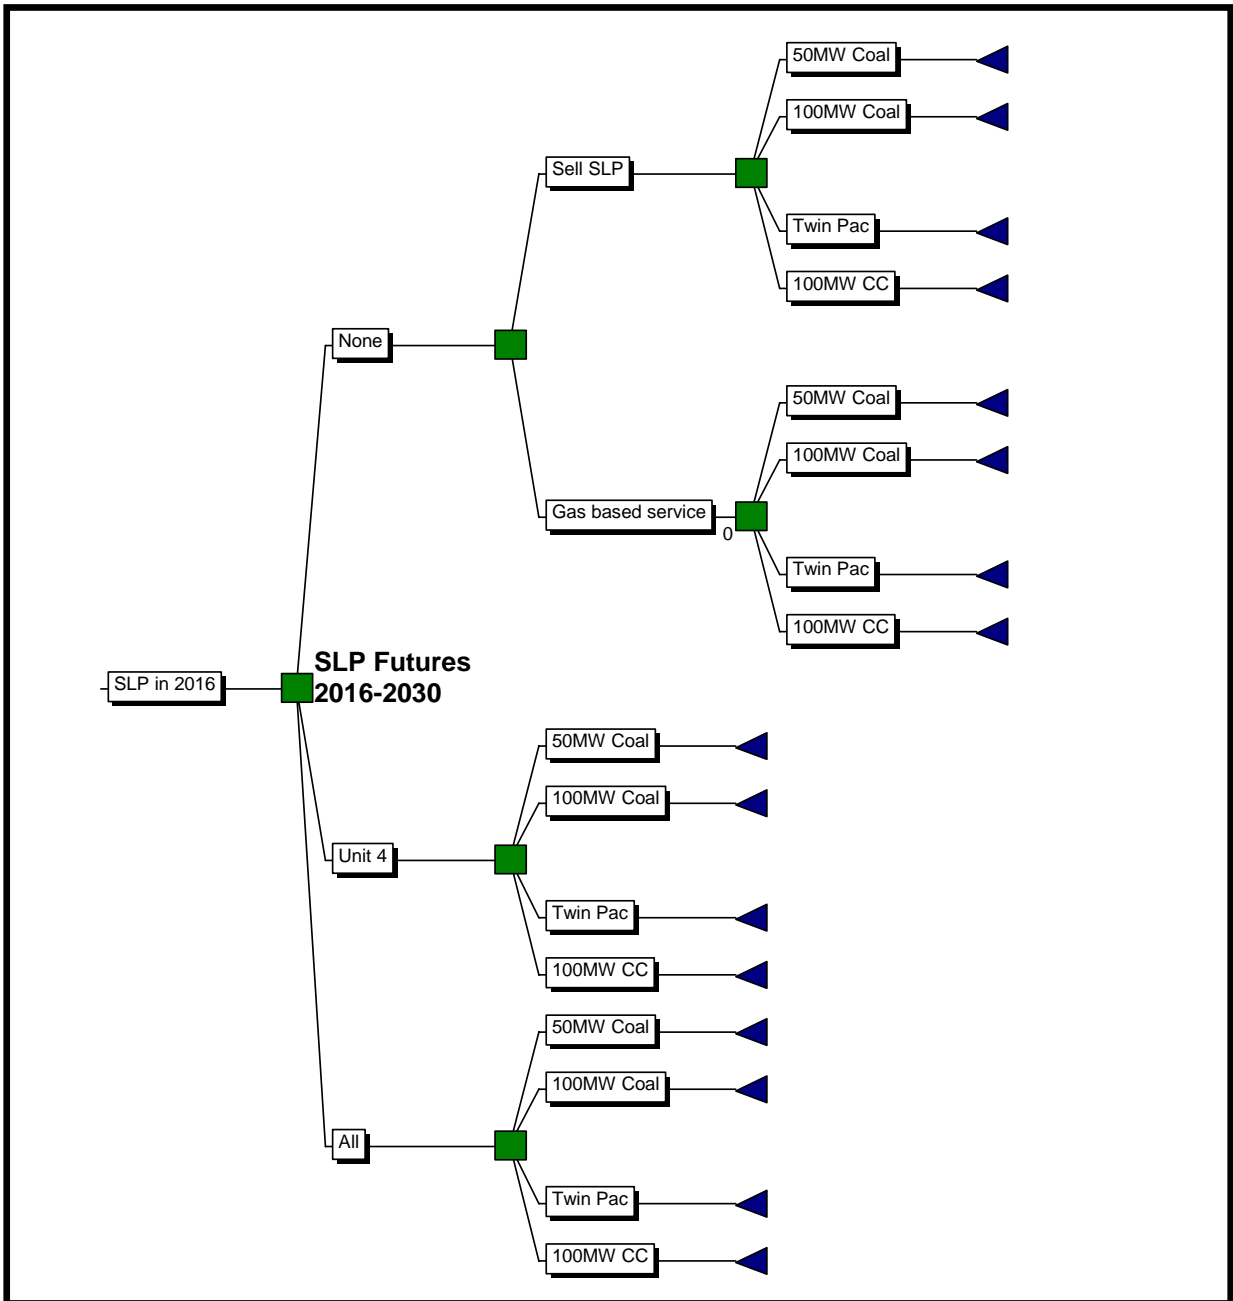 50MW Coal
100MW Coal
Sell SLP
Twin Pac
100MW CC
None
50MW Coal
100MW Coal
Gas based service
0
Twin Pac
100MW CC
SLP in 2016
SLP Futures
2016-2030
50MW Coal
100MW Coal
Unit 4
Twin Pac
100MW CC
50MW Coal
100MW Coal
All
Twin Pac
100MW CC